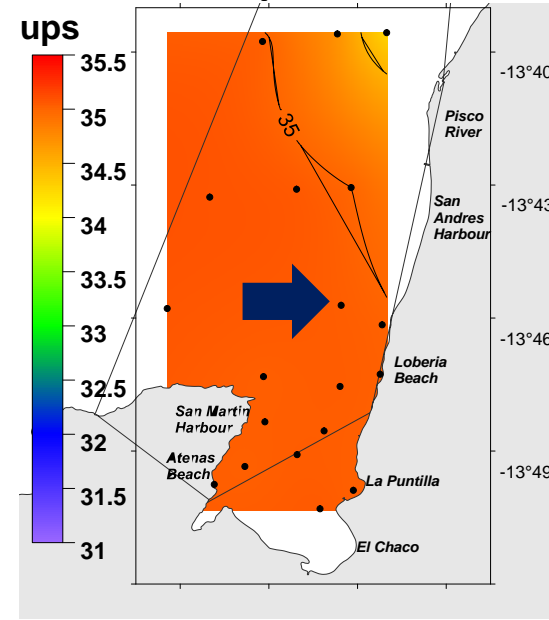 ups
35.5
35
34.5
34
33.5
33
32.5
32
31.5
31
35
Pisco
River
San
Andres
Harbour
Loberia
Beach
San Martin
Harbour
Atenas
Beach
La Puntilla
El Chaco
-13°40
-13°43
-13°46
-13°49